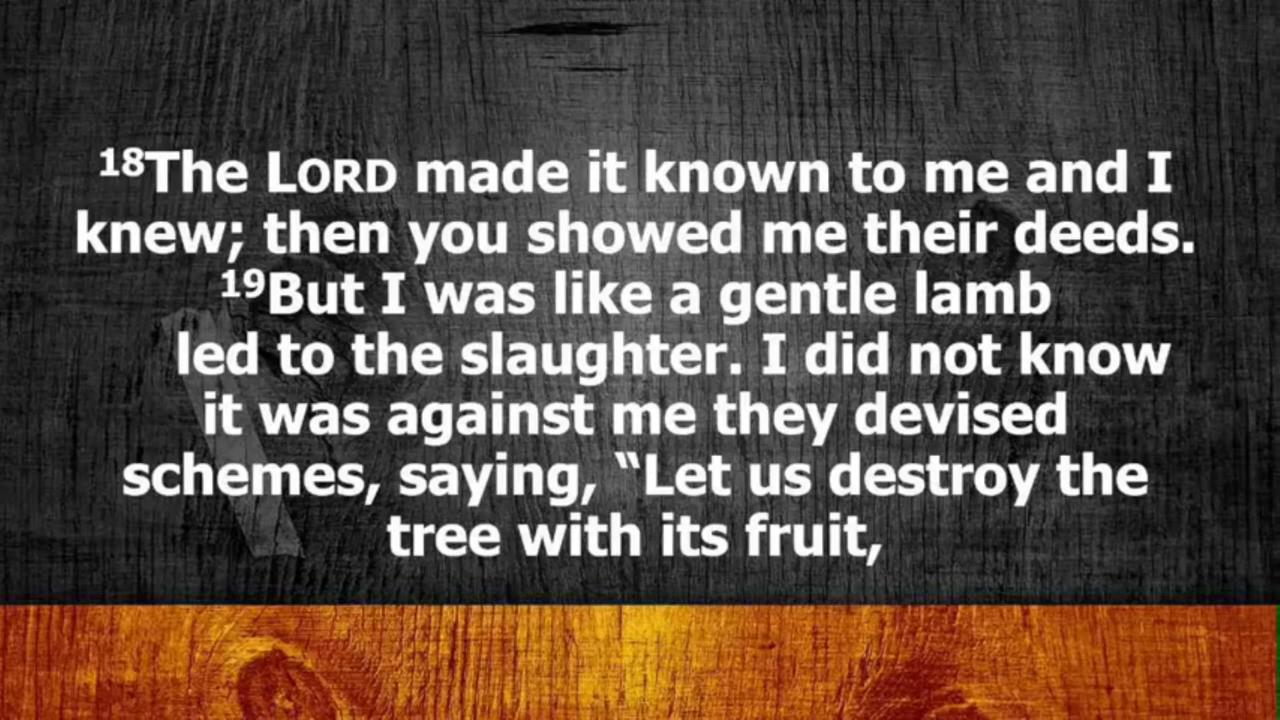 18The LORD made it known to me and I
knew; then you showed me their deeds.
19But I was like a gentle lamb
led to the slaughter. I did not know
it was against me they devised
schemes, saying, “Let us destroy the
tree with its fruit,